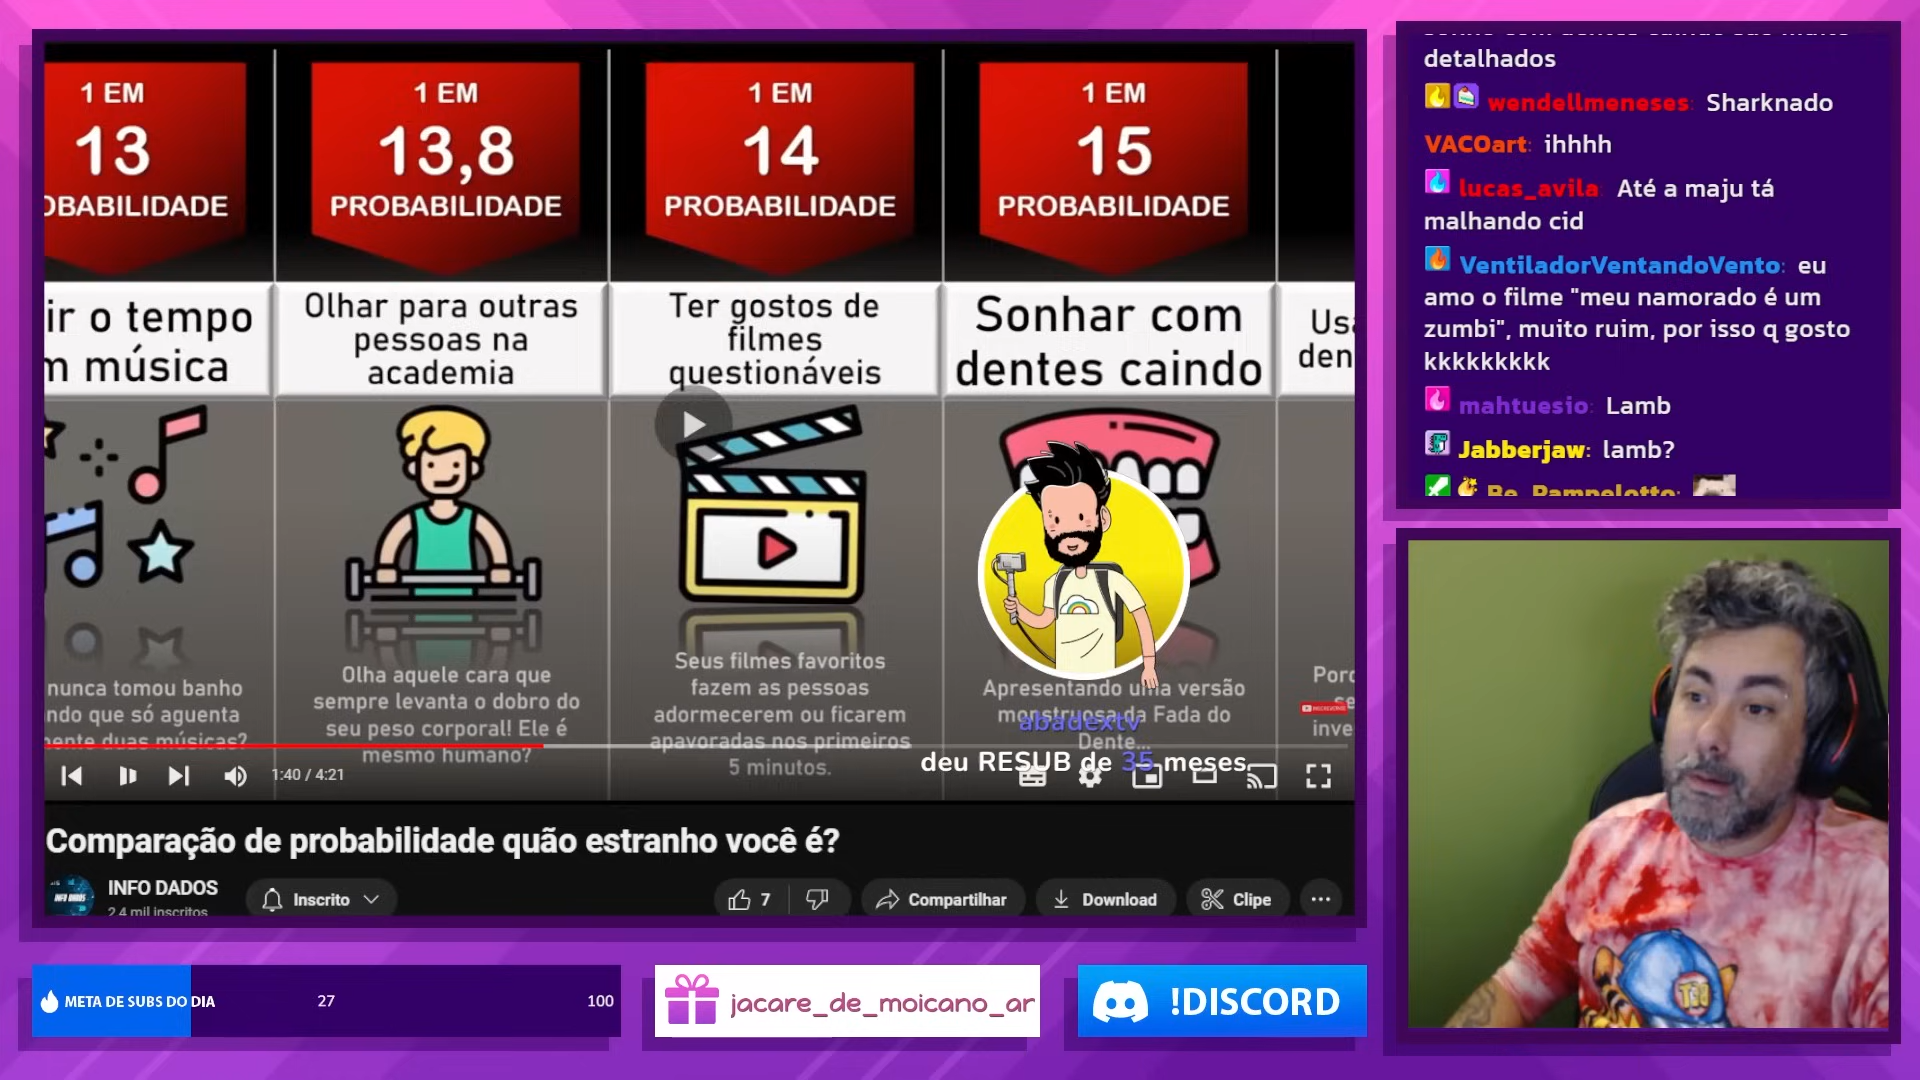 1 EM
13
OBABILIDADE
1 EM
13,8
PROBABILIDADE
1 EM
14
PROBABILIDADE
1 EM
15
PROBABILIDADE
ir o tempo
m música
Olhar para outras
pessoas na
academia
Ter gostos de
filmes
questionáveis
Sonhar com
dentes caindo
nunca tomou banho
ndo que só aguenta
mente duas músicas?
Olha aquele cara que
sempre levanta o dobro do
seu peso corporal! Ele é
mesmo humano?
Seus filmes favoritos
fazem as pessoas
adormecerem ou ficarem
apavoradas nos primeiros
5 minutos.
Apresentando uma versão
monstruosa da Fada do
Dente...
abadextv
deu RESUB de 35 meses
1:40 / 4:21
Comparação de probabilidade quão estranho você é?
INFO DADOS
2,4 mil inscritos
Inscrito
7
Compartilhar
Download
Clipe
META DE SUBS DO DIA
27
100
jacare_de_moicano_ar
!DISCORD
detalhados
wendellmeneses: Sharknado
VACOart: ihhhh
lucas_avila: Até a maju tá
malhando cid
VentiladorVentandoVento: eu
amo o filme "meu namorado é um
zumbi", muito ruim, por isso q gosto
kkkkkkkkk
mahtuesio: Lamb
Jabberjaw: lamb?
Be_Pampelotto: